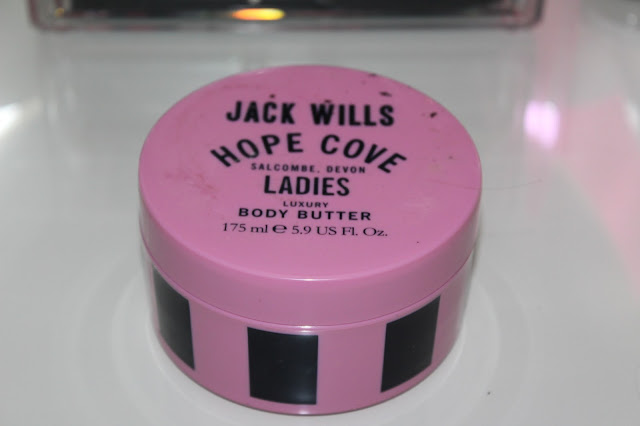 JACK WILLS
HOPE COVE
SALCOMBE, DEVON
LADIES
LUXURY
BODY BUTTER
175 ml ℮ 5.9 US Fl. Oz.